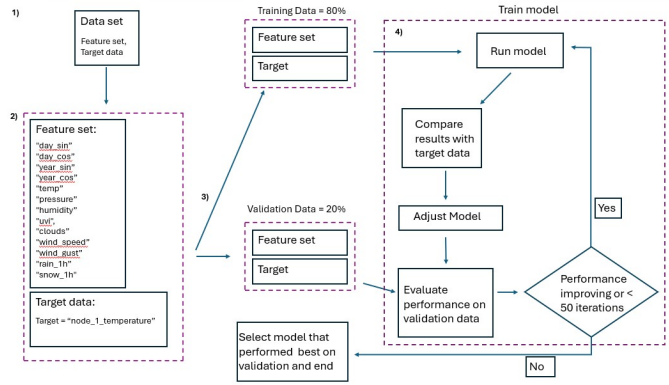 1)
Data set
Feature set,
Target data
2)
Feature set:
"day_sin"
"day_cos"
"year_sin"
"year_cos"
"temp"
"pressure"
"humidity"
"uvi",
"clouds"
"wind_speed"
"wind_gust"
"rain_1h"
"snow_1h"
Target data:
Target = "node_1_temperature"
3)
Training Data = 80%
Feature set
Target
Validation Data = 20%
Feature set
Target
Train model
4)
Run model
Compare
results with
target data
Adjust Model
Evaluate
performance on
validation data
Performance
improving or <
50 iterations
Yes
No
Select model that
performed best on
validation and end